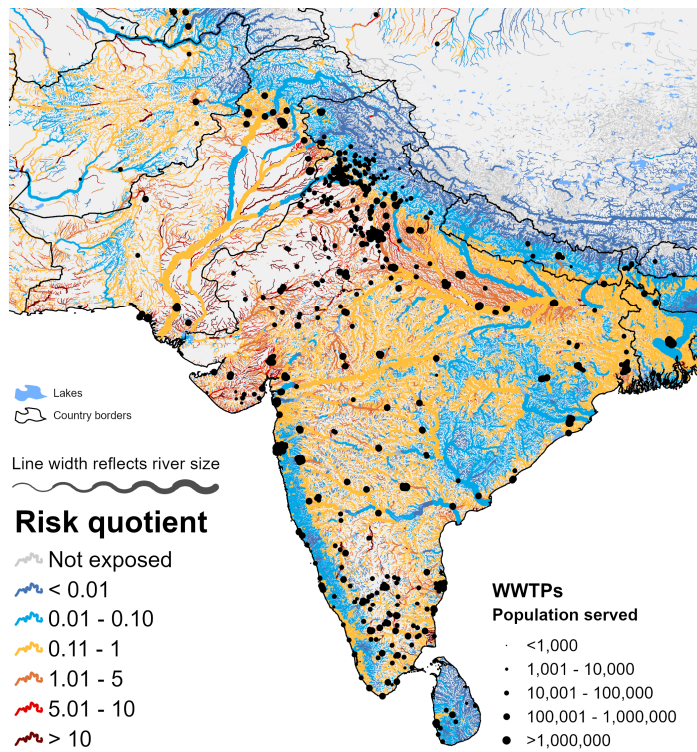 Lakes
Country borders
Line width reflects river size
Risk quotient
Not exposed
< 0.01
0.01 - 0.10
0.11 - 1
1.01 - 5
5.01 - 10
> 10
WWTPs
Population served
<1,000
1,001 - 10,000
10,001 - 100,000
100,001 - 1,000,000
>1,000,000